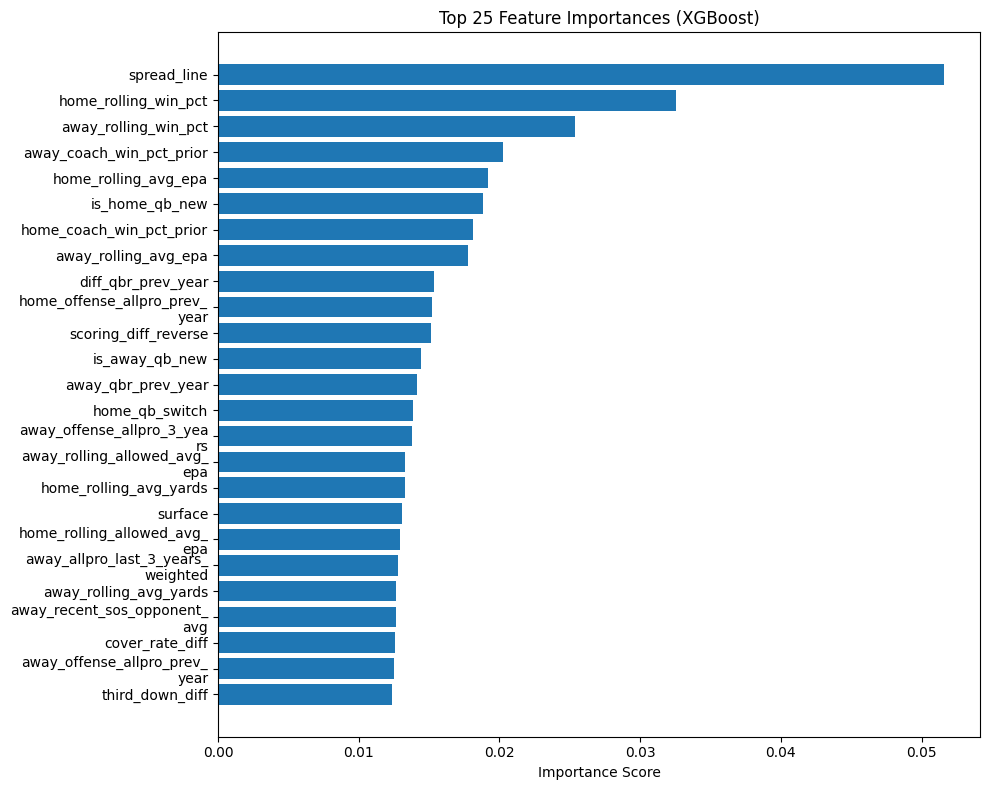 Top 25 Feature Importances (XGBoost)
spread_line
home_rolling_win_pct
away_rolling_win_pct
away_coach_win_pct_prior
home_rolling_avg_epa
is_home_qb_new
home_coach_win_pct_prior
away_rolling_avg_epa
diff_qbr_prev_year
home_offense_allpro_prev_
year
scoring_diff_reverse
is_away_qb_new
away_qbr_prev_year
home_qb_switch
away_offense_allpro_3_yea
rs
away_rolling_allowed_avg_
epa
home_rolling_avg_yards
surface
home_rolling_allowed_avg_
epa
away_allpro_last_3_years_
weighted
away_rolling_avg_yards
away_recent_sos_opponent_
avg
cover_rate_diff
away_offense_allpro_prev_
year
third_down_diff
0.00 0.01 0.02 0.03 0.04 0.05
Importance Score